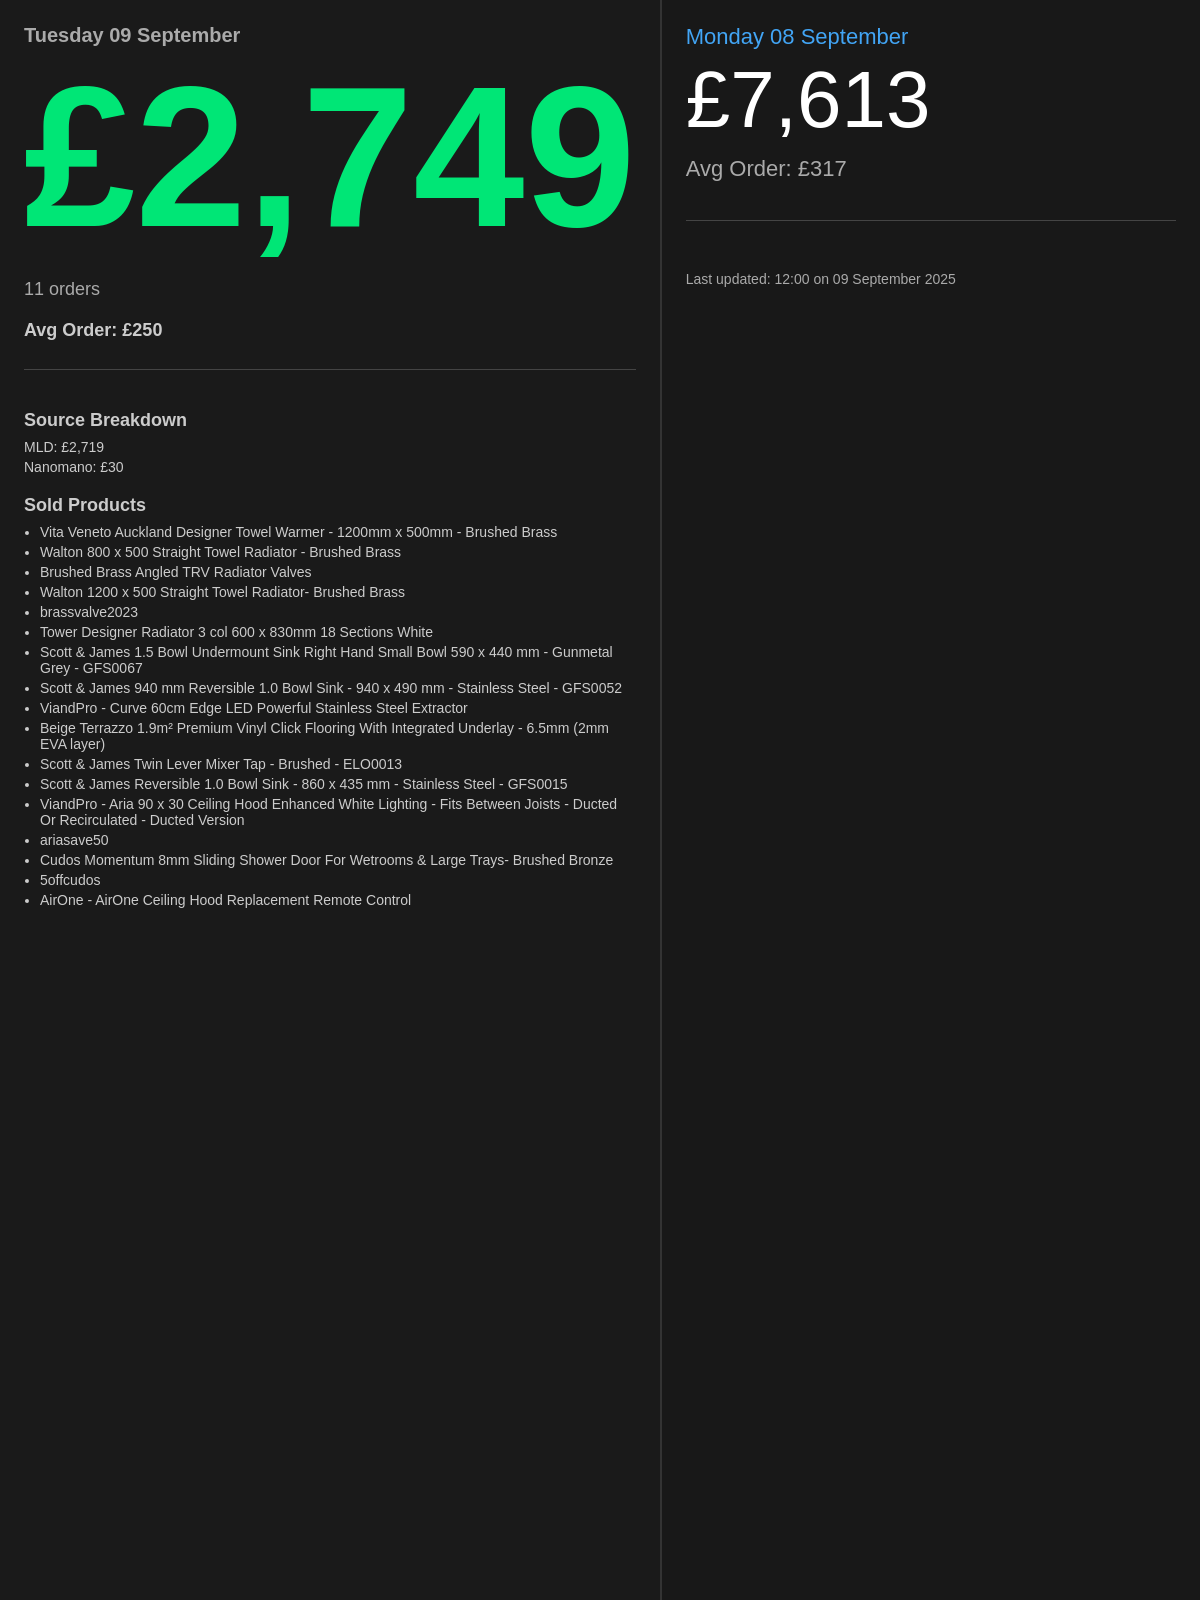 Tuesday 09 September
£2,749
11 orders
Avg Order: £250
Source Breakdown
MLD: £2,719
Nanomano: £30
Sold Products
• Vita Veneto Auckland Designer Towel Warmer - 1200mm x 500mm - Brushed Brass
• Walton 800 x 500 Straight Towel Radiator - Brushed Brass
• Brushed Brass Angled TRV Radiator Valves
• Walton 1200 x 500 Straight Towel Radiator- Brushed Brass
• brassvalve2023
• Tower Designer Radiator 3 col 600 x 830mm 18 Sections White
• Scott & James 1.5 Bowl Undermount Sink Right Hand Small Bowl 590 x 440 mm - Gunmetal
Grey - GFS0067
• Scott & James 940 mm Reversible 1.0 Bowl Sink - 940 x 490 mm - Stainless Steel - GFS0052
• ViandPro - Curve 60cm Edge LED Powerful Stainless Steel Extractor
• Beige Terrazzo 1.9m² Premium Vinyl Click Flooring With Integrated Underlay - 6.5mm (2mm
EVA layer)
• Scott & James Twin Lever Mixer Tap - Brushed - ELO0013
• Scott & James Reversible 1.0 Bowl Sink - 860 x 435 mm - Stainless Steel - GFS0015
• ViandPro - Aria 90 x 30 Ceiling Hood Enhanced White Lighting - Fits Between Joists - Ducted
Or Recirculated - Ducted Version
• ariasave50
• Cudos Momentum 8mm Sliding Shower Door For Wetrooms & Large Trays- Brushed Bronze
• 5offcudos
• AirOne - AirOne Ceiling Hood Replacement Remote Control
Monday 08 September
£7,613
Avg Order: £317
Last updated: 12:00 on 09 September 2025